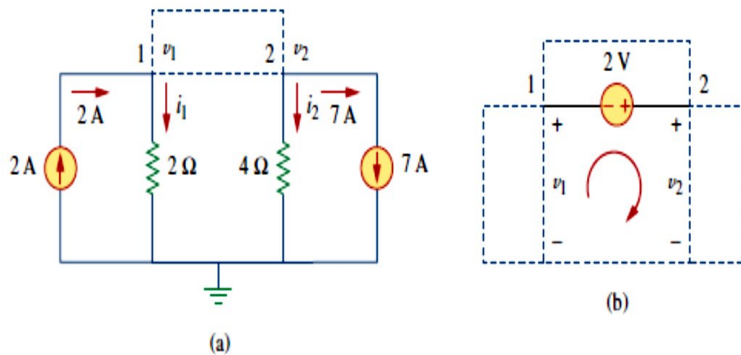 1 v₁ 2 v₂
2 A i₁ i₂ 7 A
2 A 2 Ω 4 Ω 7 A
(a)
2 V
1 2
− +
+ +
v₁ v₂
− −
(b)